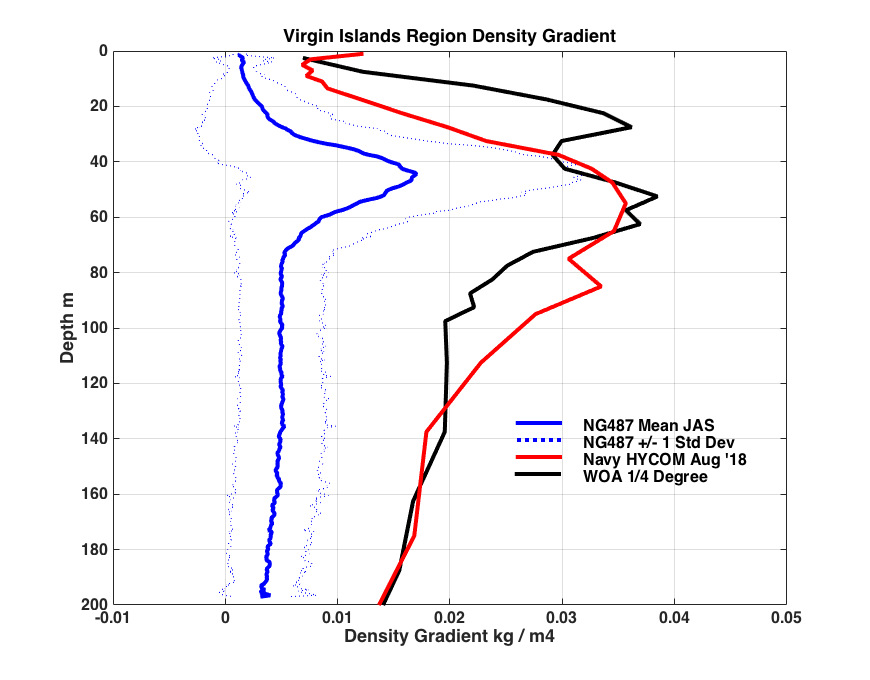 Virgin Islands Region Density Gradient
0
20
40
60
80
100
120
140
160
180
200
Depth m
NG487 Mean JAS
NG487 +/- 1 Std Dev
Navy HYCOM Aug '18
WOA 1/4 Degree
-0.01 0 0.01 0.02 0.03 0.04 0.05
Density Gradient kg / m4